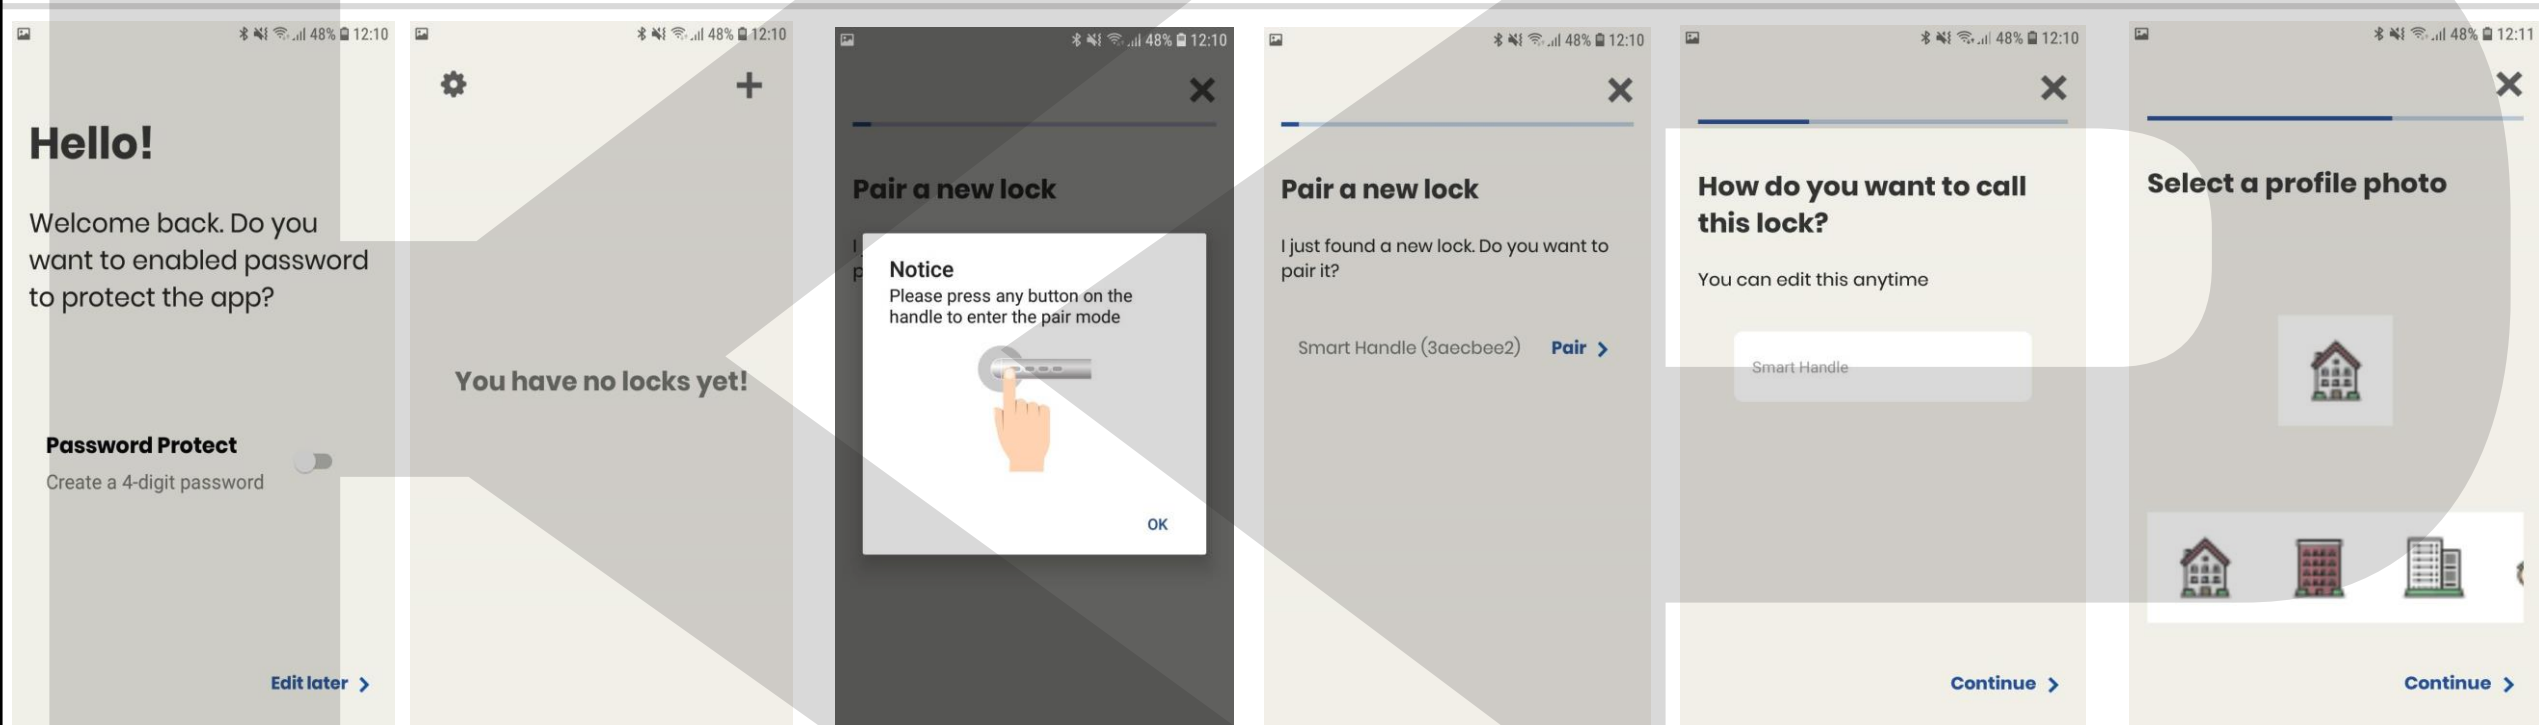 48% 12:10
Hello!
Welcome back. Do you
want to enabled password
to protect the app?
Password Protect
Create a 4-digit password
Edit later
48% 12:10
You have no locks yet!
48% 12:10
Pair a new lock
I
p
Notice
Please press any button on the
handle to enter the pair mode
OK
48% 12:10
Pair a new lock
I just found a new lock. Do you want to
pair it?
Smart Handle (3aecbee2) Pair
48% 12:10
How do you want to call
this lock?
You can edit this anytime
Smart Handle
Continue
48% 12:11
Select a profile photo
Continue